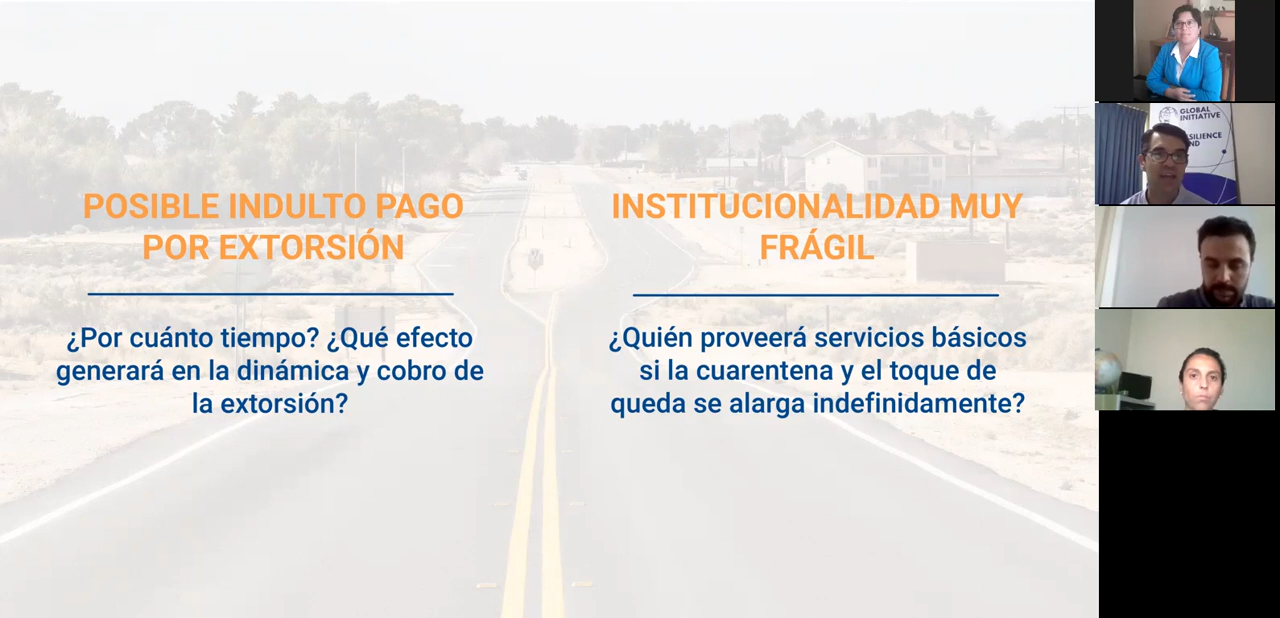 POSIBLE INDULTO PAGO
POR EXTORSIÓN
¿Por cuánto tiempo? ¿Qué efecto
generará en la dinámica y cobro de
la extorsión?
INSTITUCIONALIDAD MUY
FRÁGIL
¿Quién proveerá servicios básicos
si la cuarentena y el toque de
queda se alarga indefinidamente?
GLOBAL
INITIATIVE